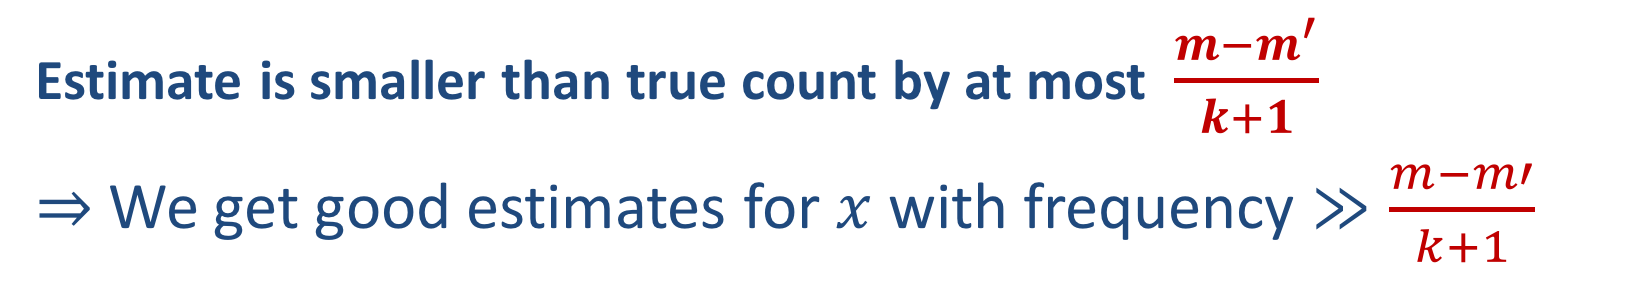 Estimate is smaller than true count by at most (m−m′)/(k+1)
⇒ We get good estimates for x with frequency ≫ (m−m′)/(k+1)